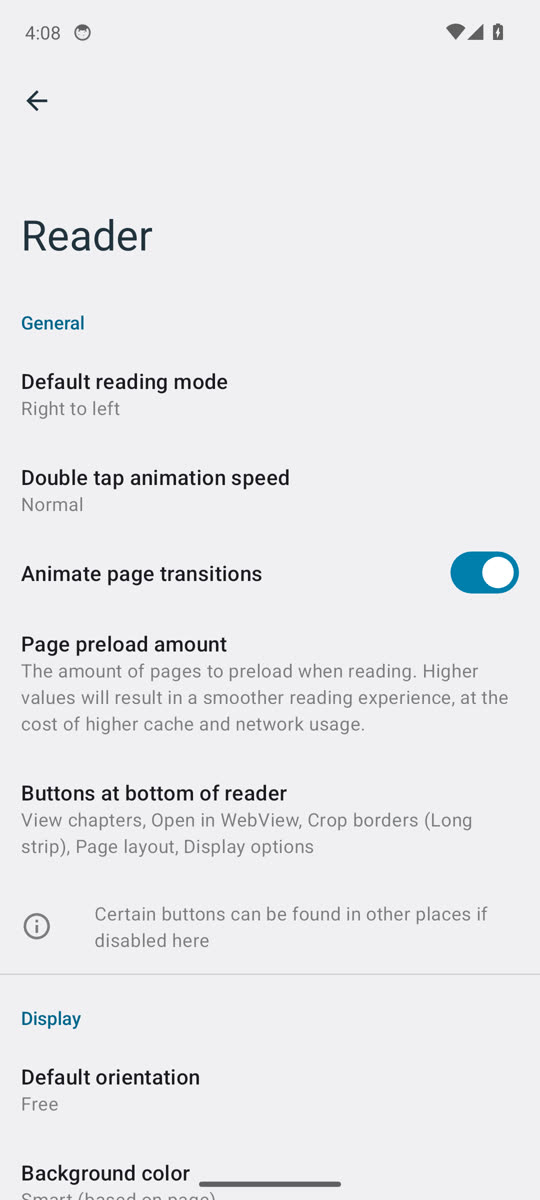 4:08
Reader
General
Default reading mode
Right to left
Double tap animation speed
Normal
Animate page transitions
Page preload amount
The amount of pages to preload when reading. Higher
values will result in a smoother reading experience, at the
cost of higher cache and network usage.
Buttons at bottom of reader
View chapters, Open in WebView, Crop borders (Long
strip), Page layout, Display options
Certain buttons can be found in other places if
disabled here
Display
Default orientation
Free
Background color
Smart (based on page)